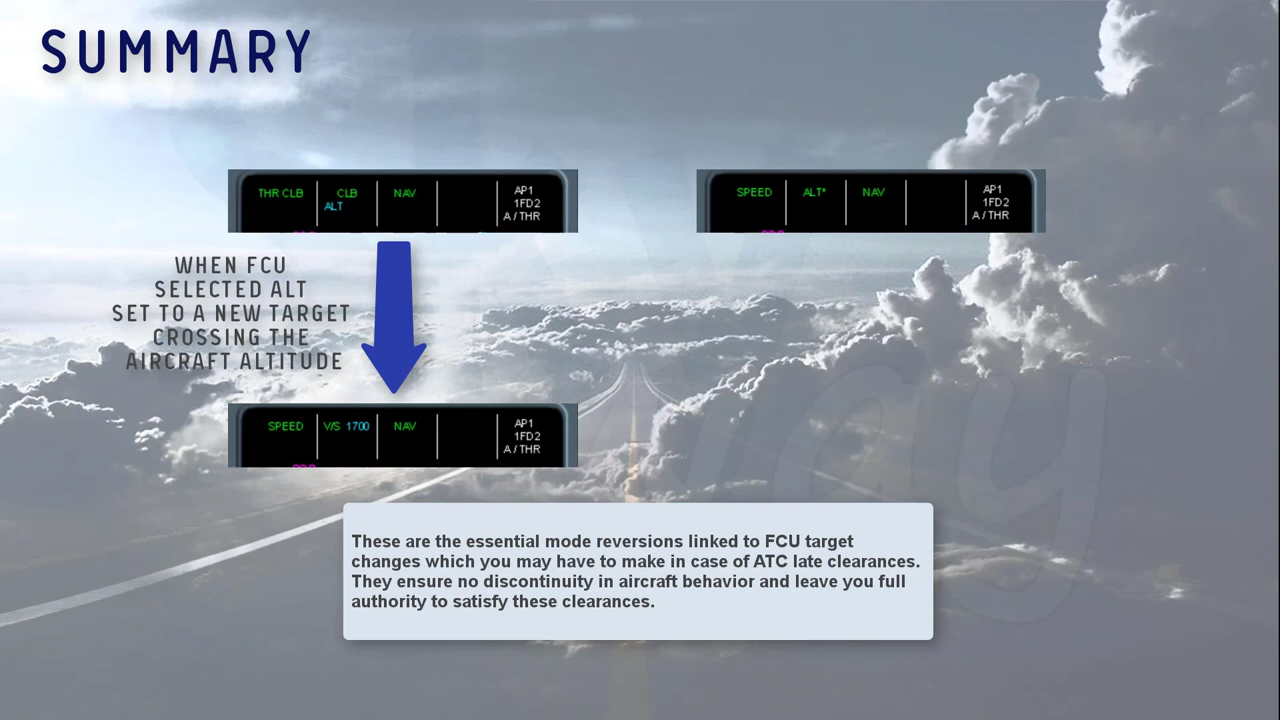 SUMMARY
THR CLB CLB NAV AP1
ALT 1FD2
A / THR
SPEED ALT* NAV AP1
1FD2
A / THR
WHEN FCU
SELECTED ALT
SET TO A NEW TARGET
CROSSING THE
AIRCRAFT ALTITUDE
SPEED V/S 1700 NAV AP1
1FD2
A / THR
These are the essential mode reversions linked to FCU target
changes which you may have to make in case of ATC late clearances.
They ensure no discontinuity in aircraft behavior and leave you full
authority to satisfy these clearances.